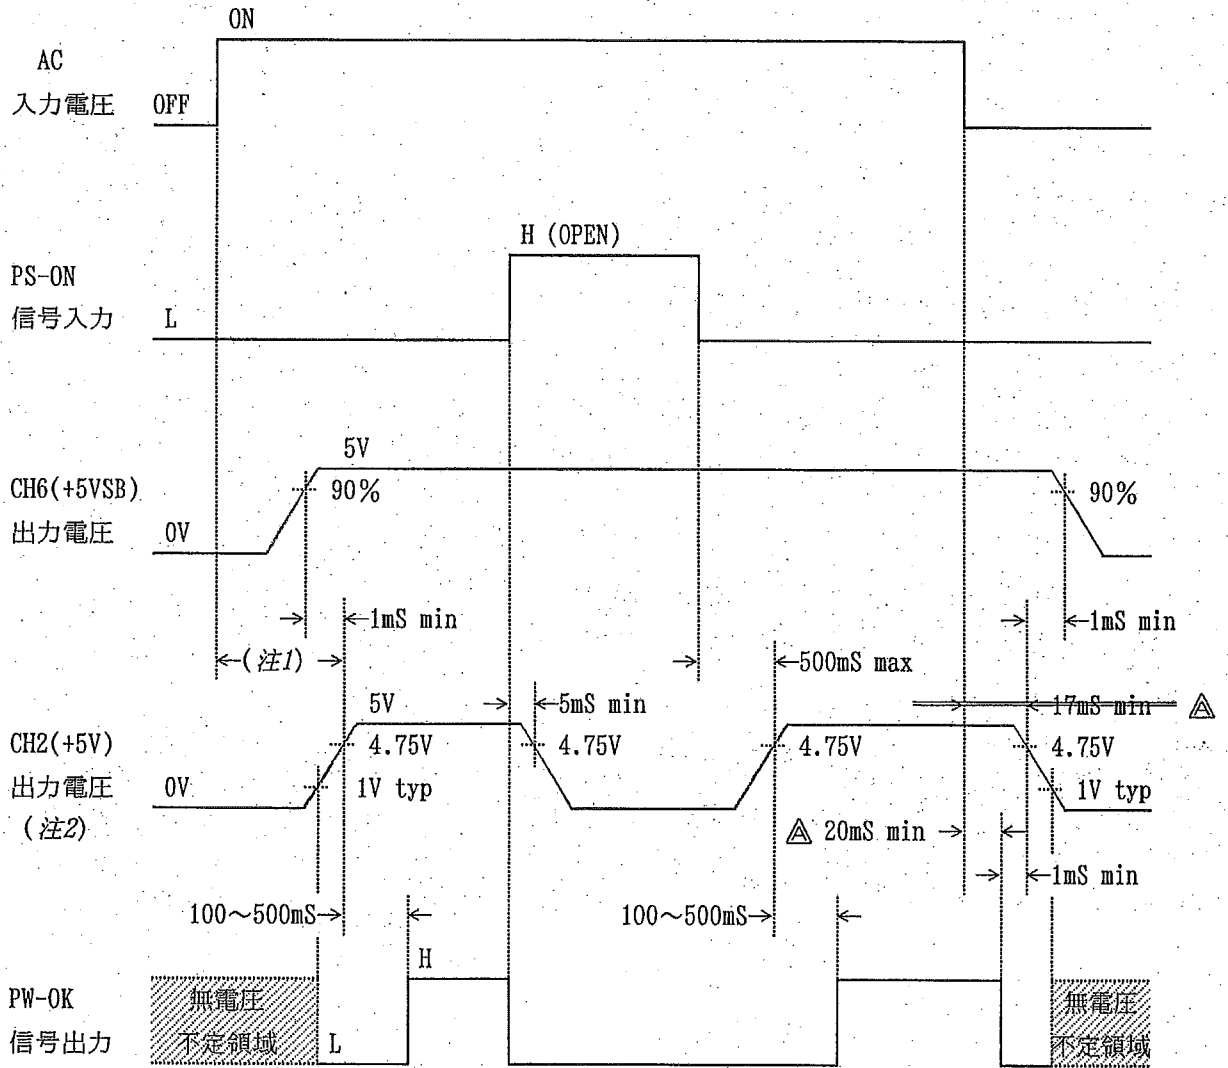 ON
AC
入力電圧 OFF
H (OPEN)
PS-ON
信号入力 L
5V
CH6(+5VSB) 90% 90%
出力電圧 0V
1mS min 1mS min
(注1) 500mS max
5V 5mS min 17mS min A
CH2(+5V) 4.75V 4.75V 4.75V 4.75V
出力電圧 0V 1V typ 1V typ
(注2) A 20mS min
1mS min
100～500mS 100～500mS
H
PW-OK 無電圧 無電圧
信号出力 不定領域 L 不定領域